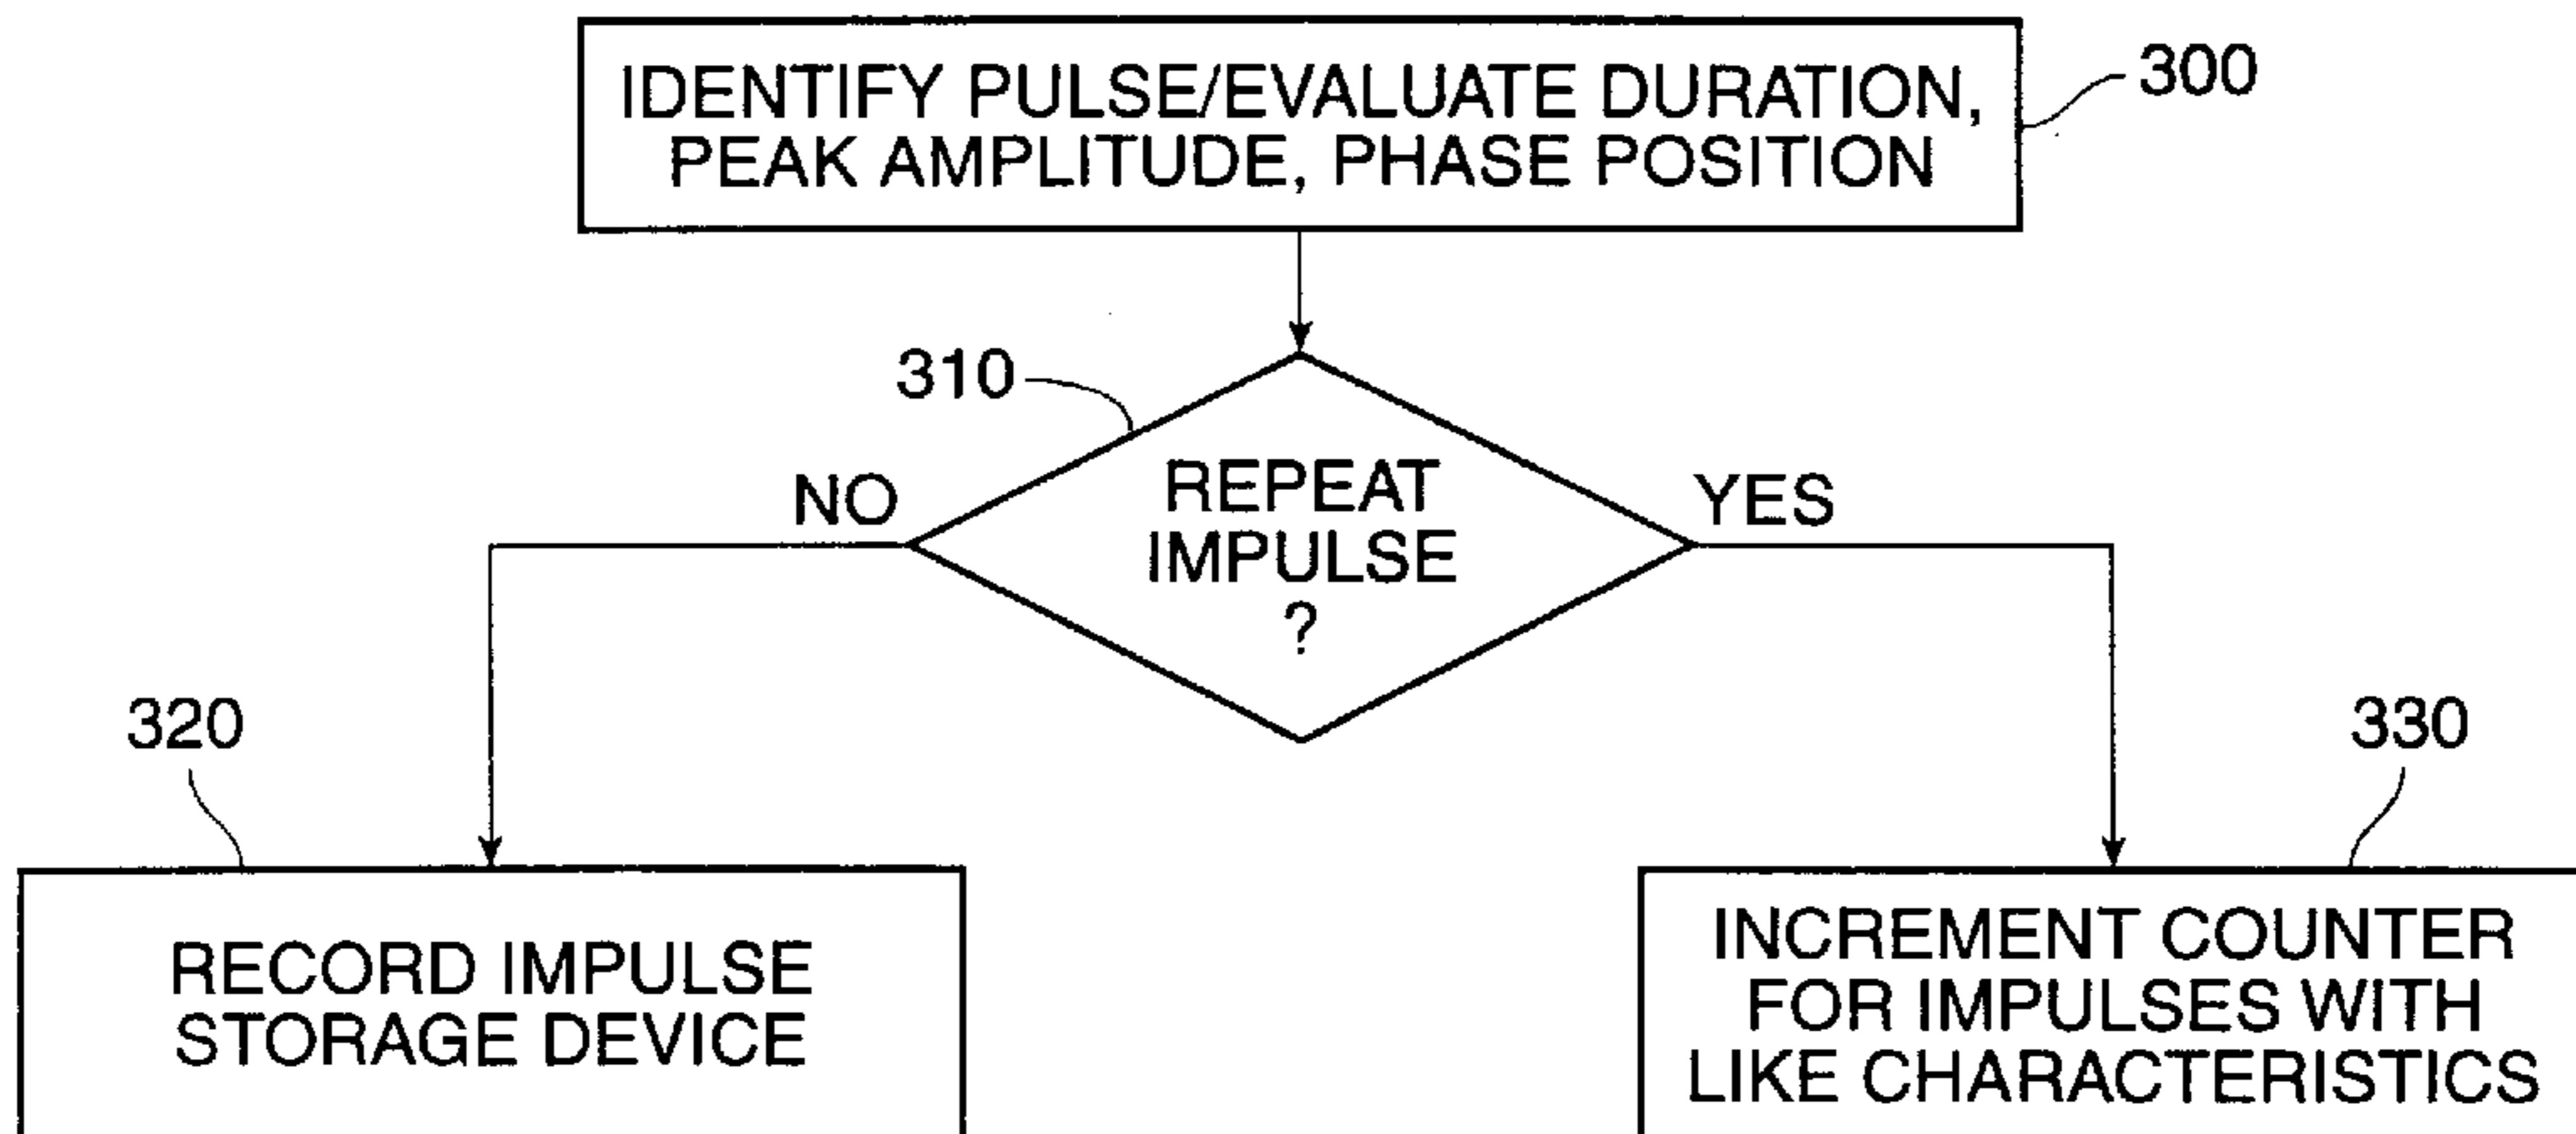 IDENTIFY PULSE/EVALUATE DURATION,
PEAK AMPLITUDE, PHASE POSITION
300
310
NO
REPEAT
IMPULSE
?
YES
320
330
RECORD IMPULSE
STORAGE DEVICE
INCREMENT COUNTER
FOR IMPULSES WITH
LIKE CHARACTERISTICS